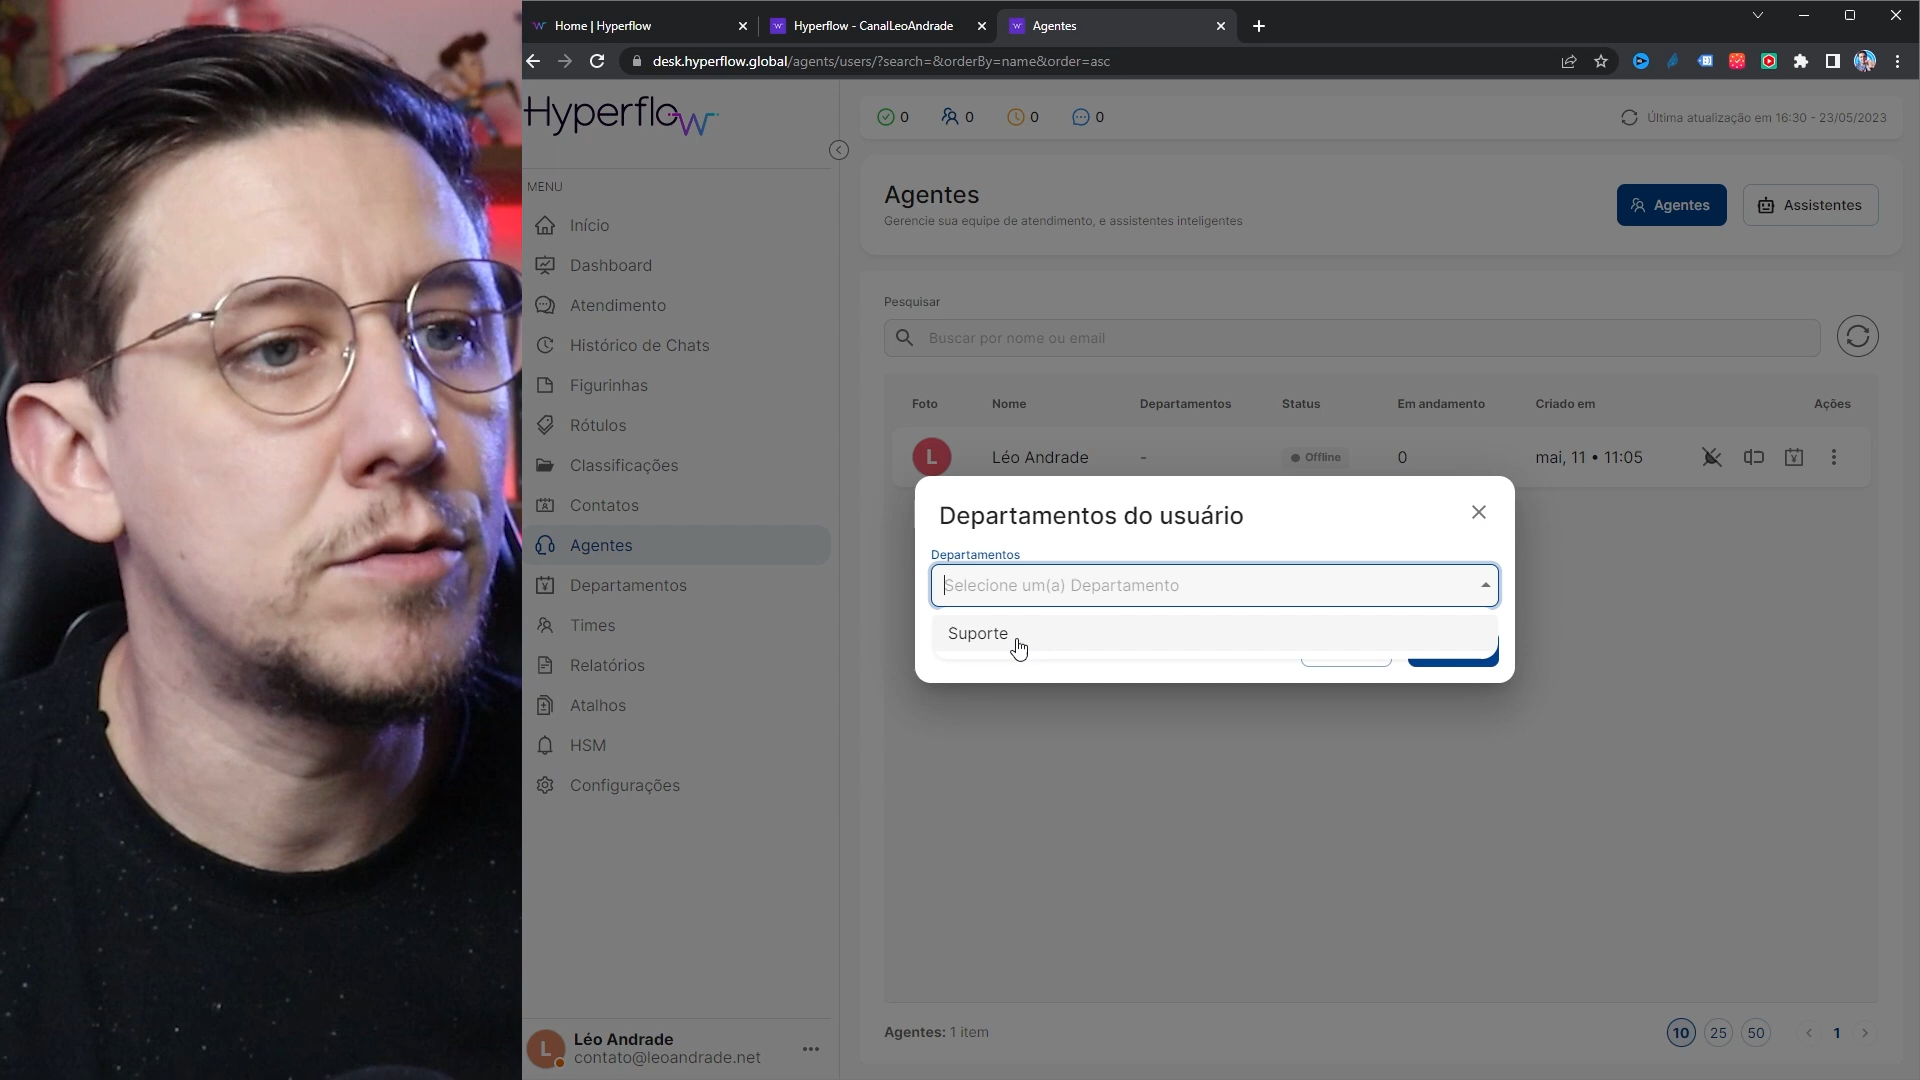 Home | Hyperflow
Hyperflow - CanalLeoAndrade
Agentes
desk.hyperflow.global/agents/users/?search=&orderBy=name&order=asc
Hyperflow
0 0 0 0
Última atualização em 16:30 - 23/05/2023
MENU
Início
Dashboard
Atendimento
Histórico de Chats
Figurinhas
Rótulos
Classificações
Contatos
Agentes
Departamentos
Times
Relatórios
Atalhos
HSM
Configurações
L
Léo Andrade
contato@leoandrade.net
Agentes
Gerencie sua equipe de atendimento, e assistentes inteligentes
Agentes
Assistentes
Pesquisar
Buscar por nome ou email
Foto Nome Departamentos Status Em andamento Criado em Ações
L Léo Andrade - Offline 0 mai, 11 • 11:05
Departamentos do usuário
Departamentos
Selecione um(a) Departamento
Suporte
Agentes: 1 item
10 25 50 1